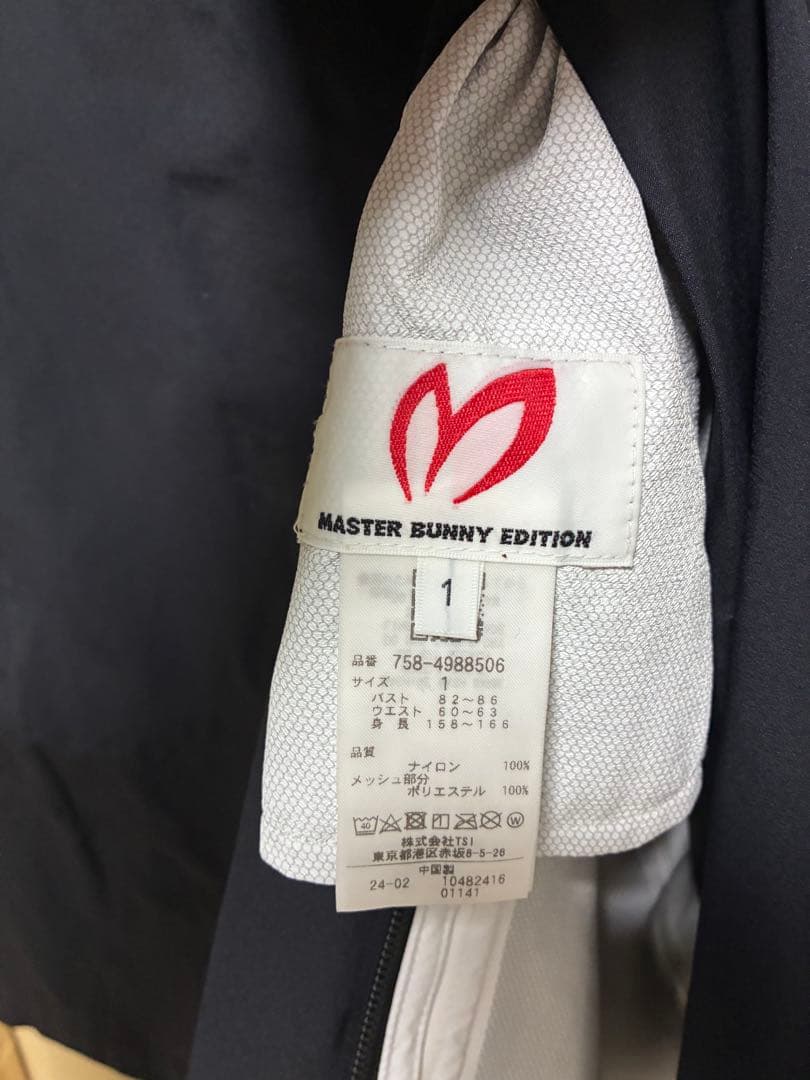 MASTER BUNNY EDITION
1
品番 758-4988506
サイズ 1
バスト 82～86
ウエスト 60～63
身長 158～166
品質
ナイロン 100%
メッシュ部分
ポリエステル 100%
40 W
株式会社TSI
東京都港区赤坂8-5-28
中国製
24-02 10482416
01141